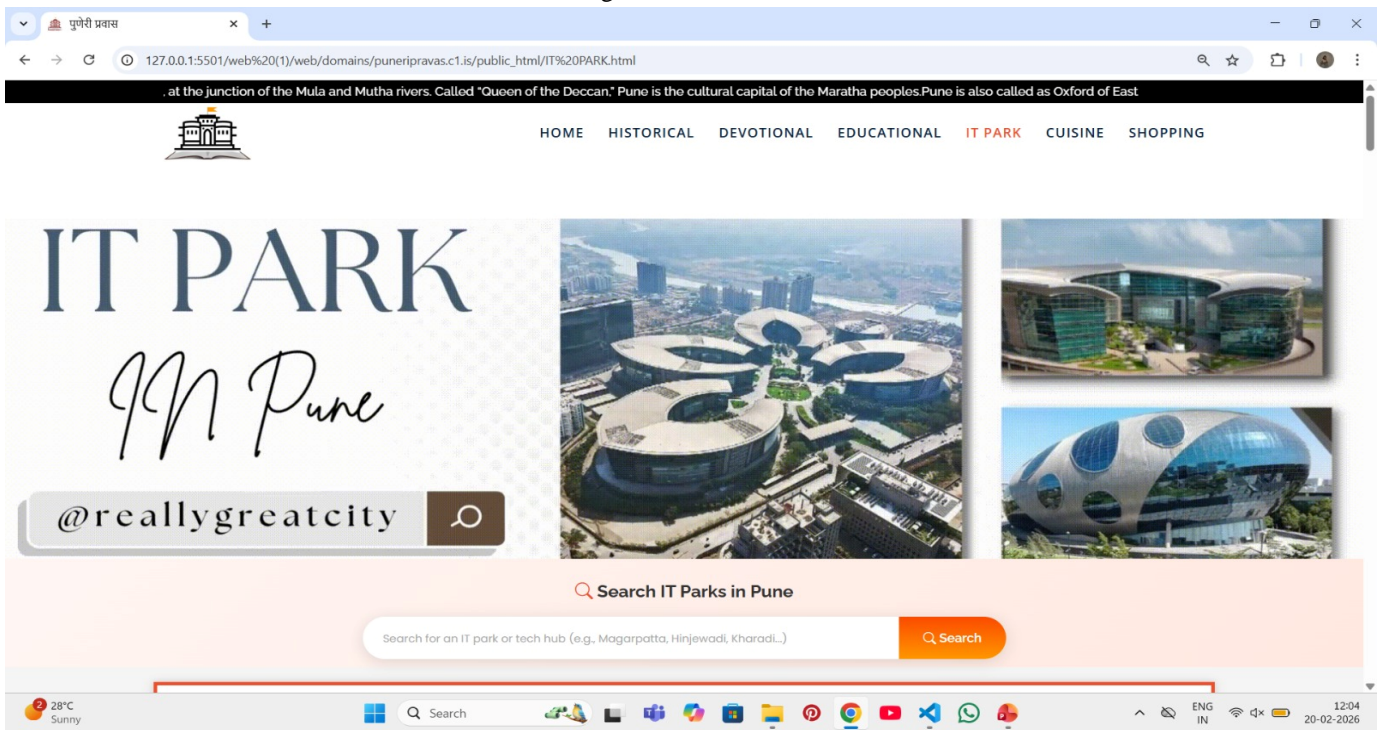 पुणेरी प्रवास
127.0.0.1:5501/web%20(1)/web/domains/puneripravas.c1.is/public_html/IT%20PARK.html
, at the junction of the Mula and Mutha rivers. Called "Queen of the Deccan," Pune is the cultural capital of the Maratha peoples.Pune is also called as Oxford of East
HOME HISTORICAL DEVOTIONAL EDUCATIONAL IT PARK CUISINE SHOPPING
IT PARK
IN Pune
@reallygreatcity
Search IT Parks in Pune
Search for an IT park or tech hub (e.g., Magarpatta, Hinjewadi, Kharadi...) Search
2 28°C
Sunny
Search
ENG
IN
12:04
20-02-2026